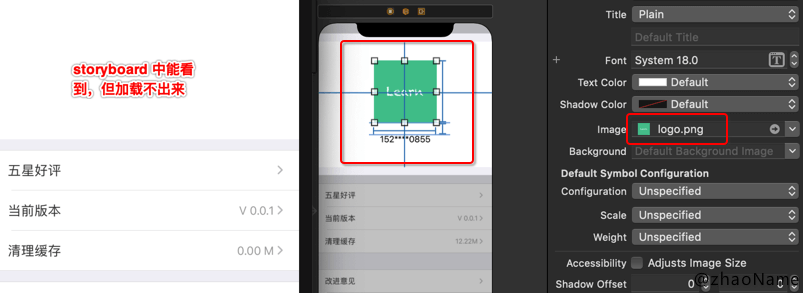 storyboard 中能看
到，但加载不出来
五星好评
当前版本
V 0.0.1
清理缓存
0.00 M
Learn
152****0855
五星好评
当前版本
V 0.0.1
清理缓存
12.22M
改进意见
Title Plain
Default Title
Font System 18.0
T
Text Color Default
Shadow Color Default
Image logo.png
Background Default Background Image
Default Symbol Configuration
Configuration Unspecified
Scale Unspecified
Weight Unspecified
Accessibility Adjusts Image Size
Shadow Offset 0 0
@zhaoName